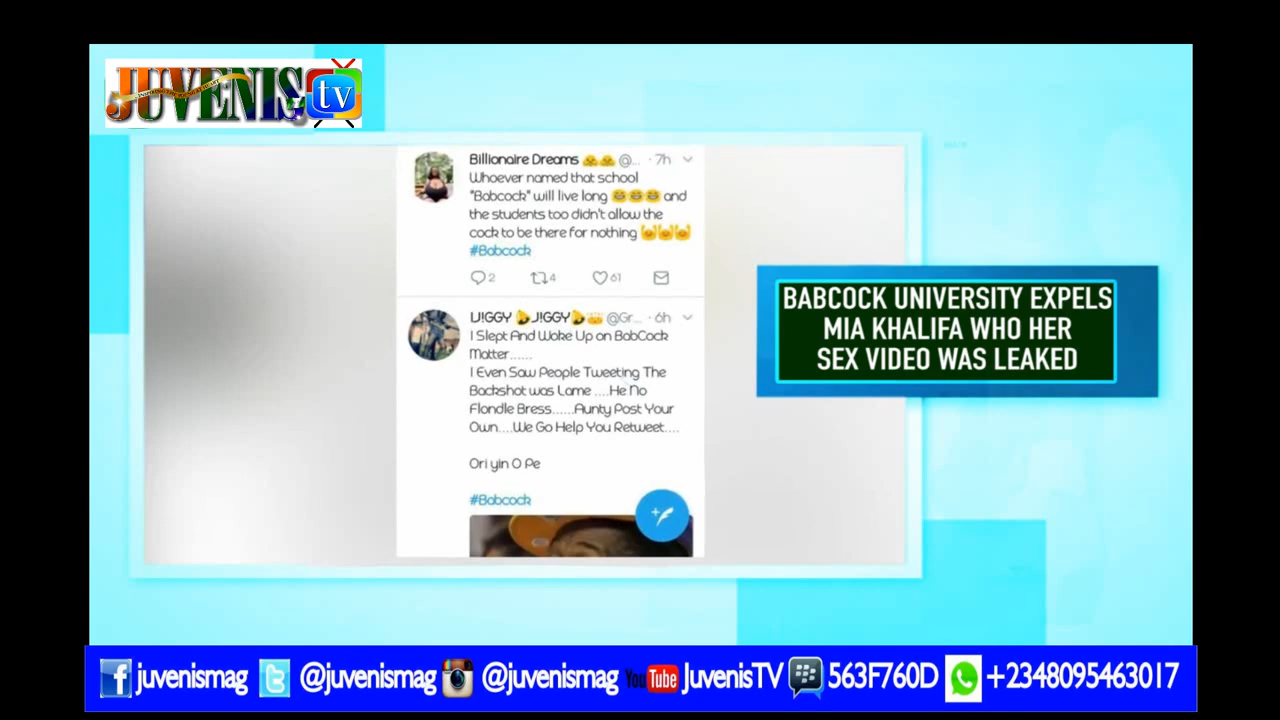 JUVENIS tv
Billionaire Dreams 🙇🙇 @... · 7h
Whoever named that school
"Babcock" will live long 😂😂😂 and
the students too didn't allow the
cock to be there for nothing 🙌🙌🙌
#Babcock
2 4 61
IJ!GGY J!GGY👑 @Gr... · 6h
I Slept And Woke Up on BabCock
Matter......
I Even Saw People Tweeting The
Backshot was Lame ....He No
Flondle Bress......Aunty Post Your
Own....We Go Help You Retweet....
Ori yin O Pe
#Babcock
BABCOCK UNIVERSITY EXPELS
MIA KHALIFA WHO HER
SEX VIDEO WAS LEAKED
juvenismag @juvenismag @juvenismag YouTube JuvenisTV 563F760D +2348095463017